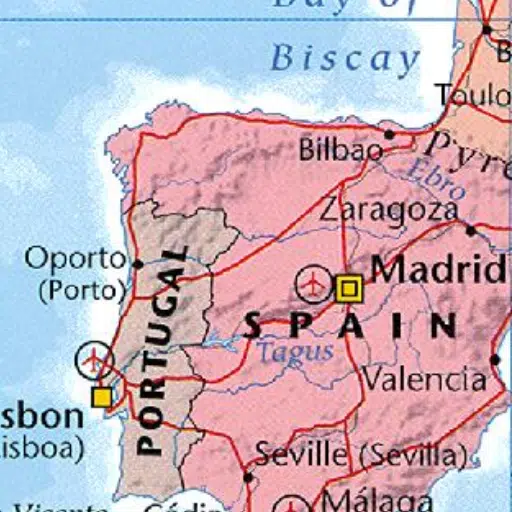 Bay of
Biscay
B
Toulo
Bilbao
Pyre
Ebro
Zaragoza
Oporto
(Porto)
Madrid
PORTUGAL
SPAIN
Tagus
Valencia
sbon
isboa)
Seville (Sevilla)
Vicente
Cádiz
Málaga